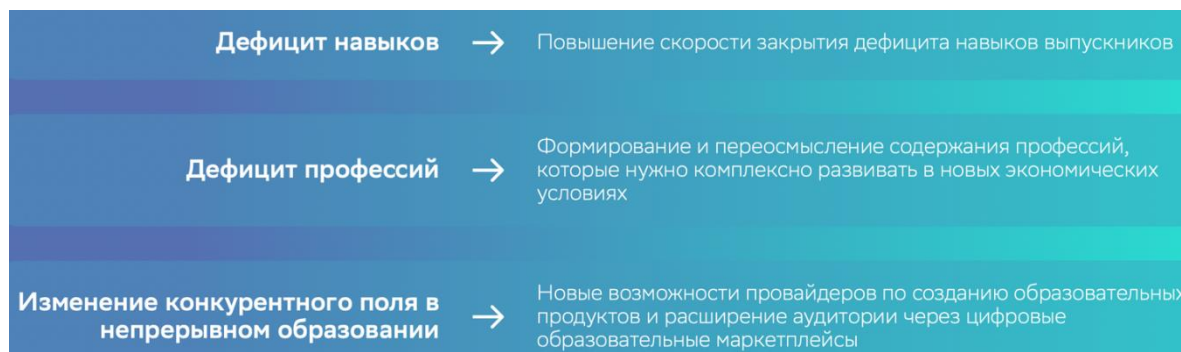 Дефицит навыков → Повышение скорости закрытия дефицита навыков выпускников
Дефицит профессий →
Формирование и переосмысление содержания профессий,
которые нужно комплексно развивать в новых экономических
условиях
Изменение конкурентного поля в
непрерывном образовании →
Новые возможности провайдеров по созданию образовательных
продуктов и расширение аудитории через цифровые
образовательные маркетплейсы